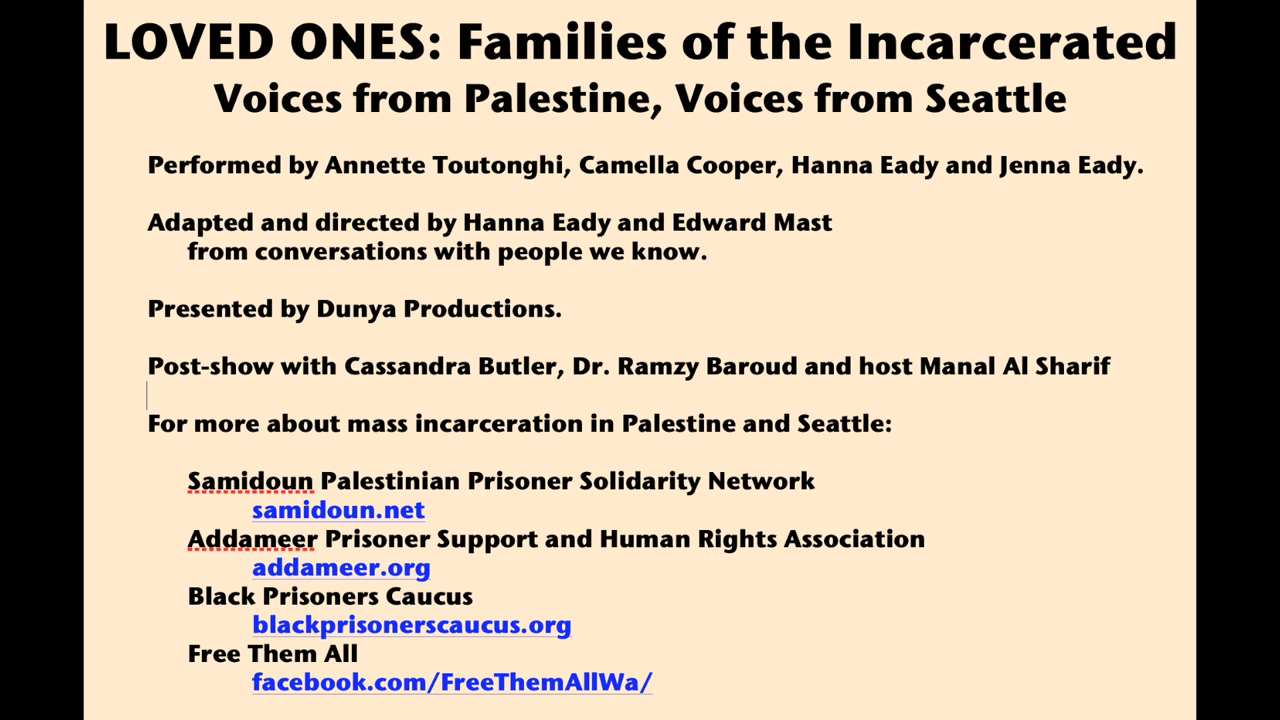 LOVED ONES: Families of the Incarcerated
Voices from Palestine, Voices from Seattle
Performed by Annette Toutonghi, Camella Cooper, Hanna Eady and Jenna Eady.
Adapted and directed by Hanna Eady and Edward Mast
from conversations with people we know.
Presented by Dunya Productions.
Post-show with Cassandra Butler, Dr. Ramzy Baroud and host Manal Al Sharif
For more about mass incarceration in Palestine and Seattle:
Samidoun Palestinian Prisoner Solidarity Network
samidoun.net
Addameer Prisoner Support and Human Rights Association
addameer.org
Black Prisoners Caucus
blackprisonerscaucus.org
Free Them All
facebook.com/FreeThemAllWa/